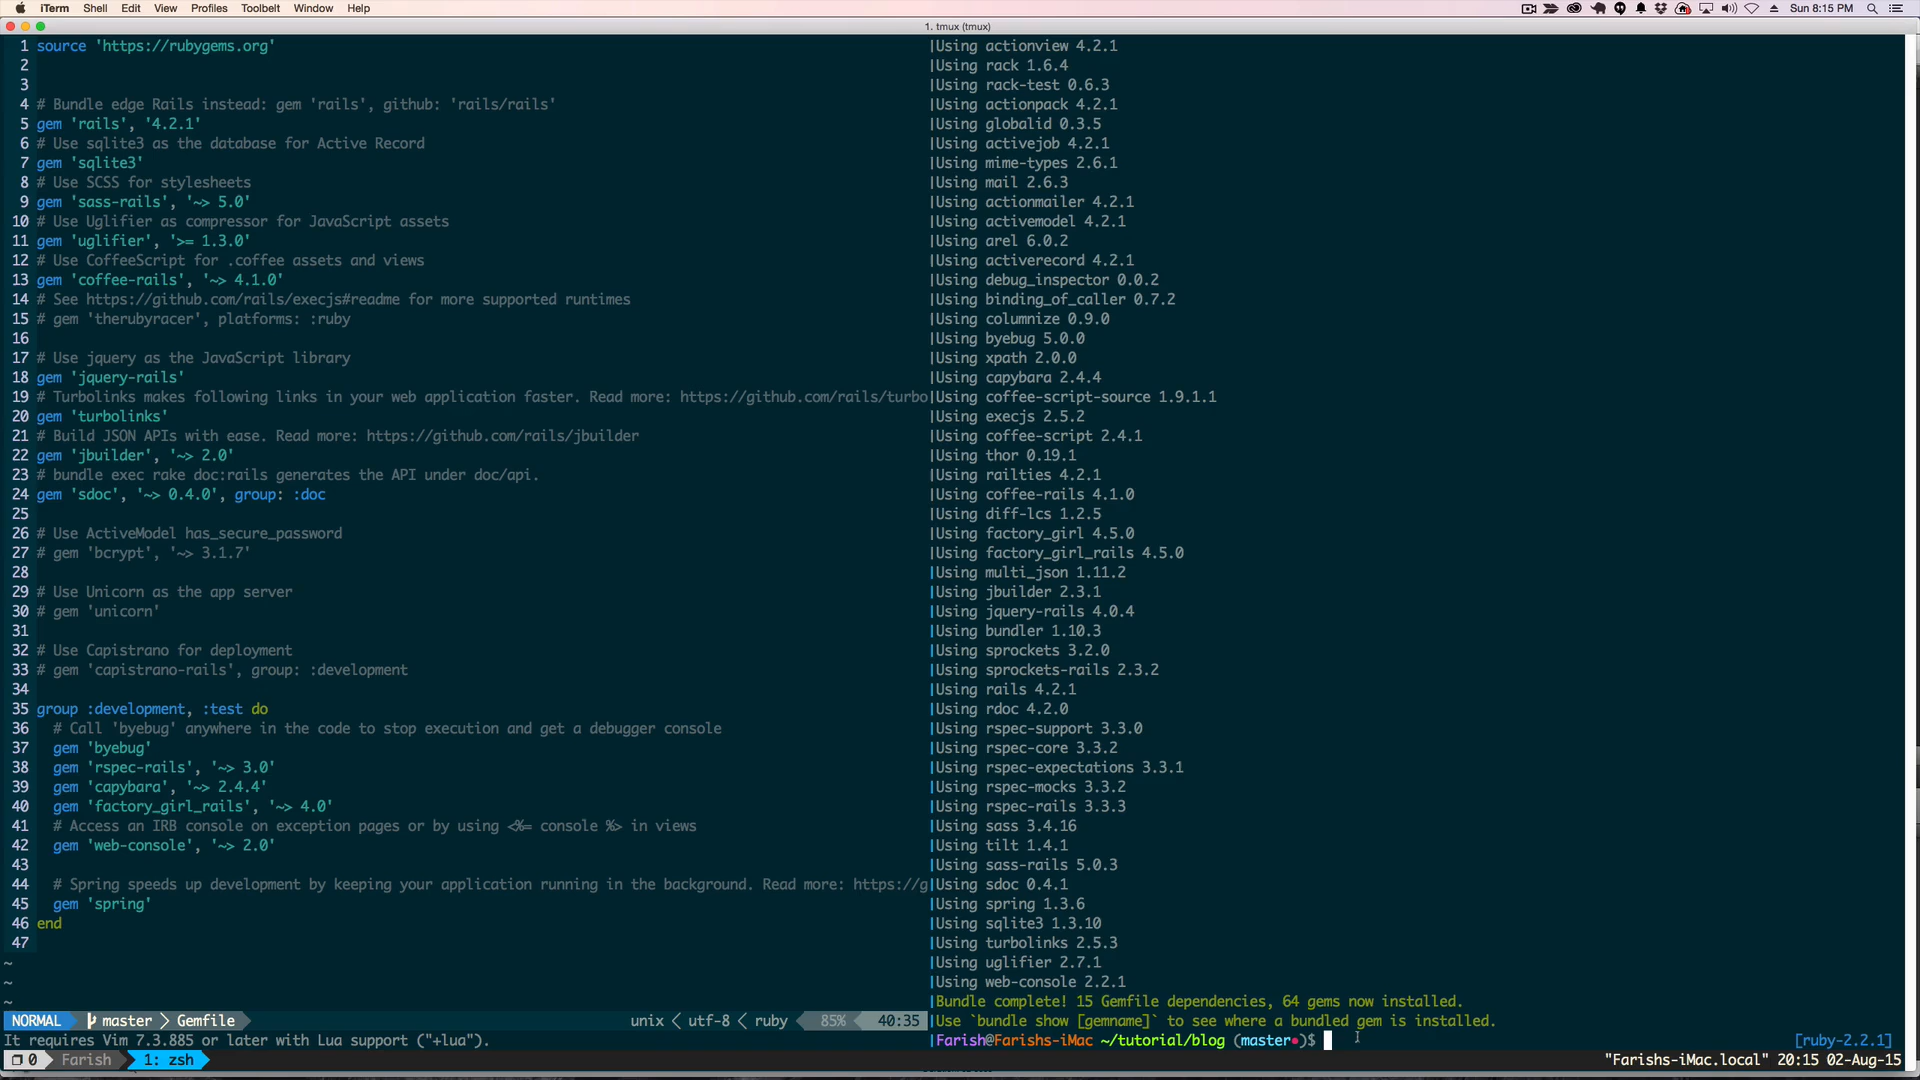 iTerm Shell Edit View Profiles Toolbelt Window Help
Sun 8:15 PM
1. tmux (tmux)
1 source 'https://rubygems.org'
2
3
4 # Bundle edge Rails instead: gem 'rails', github: 'rails/rails'
5 gem 'rails', '4.2.1'
6 # Use sqlite3 as the database for Active Record
7 gem 'sqlite3'
8 # Use SCSS for stylesheets
9 gem 'sass-rails', '~> 5.0'
10 # Use Uglifier as compressor for JavaScript assets
11 gem 'uglifier', '>= 1.3.0'
12 # Use CoffeeScript for .coffee assets and views
13 gem 'coffee-rails', '~> 4.1.0'
14 # See https://github.com/rails/execjs#readme for more supported runtimes
15 # gem 'therubyracer', platforms: :ruby
16
17 # Use jquery as the JavaScript library
18 gem 'jquery-rails'
19 # Turbolinks makes following links in your web application faster. Read more: https://github.com/rails/turbo
20 gem 'turbolinks'
21 # Build JSON APIs with ease. Read more: https://github.com/rails/jbuilder
22 gem 'jbuilder', '~> 2.0'
23 # bundle exec rake doc:rails generates the API under doc/api.
24 gem 'sdoc', '~> 0.4.0', group: :doc
25
26 # Use ActiveModel has_secure_password
27 # gem 'bcrypt', '~> 3.1.7'
28
29 # Use Unicorn as the app server
30 # gem 'unicorn'
31
32 # Use Capistrano for deployment
33 # gem 'capistrano-rails', group: :development
34
35 group :development, :test do
36 # Call 'byebug' anywhere in the code to stop execution and get a debugger console
37 gem 'byebug'
38 gem 'rspec-rails', '~> 3.0'
39 gem 'capybara', '~> 2.4.4'
40 gem 'factory_girl_rails', '~> 4.0'
41 # Access an IRB console on exception pages or by using <%= console %> in views
42 gem 'web-console', '~> 2.0'
43
44 # Spring speeds up development by keeping your application running in the background. Read more: https://g
45 gem 'spring'
46 end
47
~
~
~
NORMAL master > Gemfile unix < utf-8 < ruby 85% 40:35
It requires Vim 7.3.885 or later with Lua support ("+lua").
Using actionview 4.2.1
Using rack 1.6.4
Using rack-test 0.6.3
Using actionpack 4.2.1
Using globalid 0.3.5
Using activejob 4.2.1
Using mime-types 2.6.1
Using mail 2.6.3
Using actionmailer 4.2.1
Using activemodel 4.2.1
Using arel 6.0.2
Using activerecord 4.2.1
Using debug_inspector 0.0.2
Using binding_of_caller 0.7.2
Using columnize 0.9.0
Using byebug 5.0.0
Using xpath 2.0.0
Using capybara 2.4.4
Using coffee-script-source 1.9.1.1
Using execjs 2.5.2
Using coffee-script 2.4.1
Using thor 0.19.1
Using railties 4.2.1
Using coffee-rails 4.1.0
Using diff-lcs 1.2.5
Using factory_girl 4.5.0
Using factory_girl_rails 4.5.0
Using multi_json 1.11.2
Using jbuilder 2.3.1
Using jquery-rails 4.0.4
Using bundler 1.10.3
Using sprockets 3.2.0
Using sprockets-rails 2.3.2
Using rails 4.2.1
Using rdoc 4.2.0
Using rspec-support 3.3.0
Using rspec-core 3.3.2
Using rspec-expectations 3.3.1
Using rspec-mocks 3.3.2
Using rspec-rails 3.3.3
Using sass 3.4.16
Using tilt 1.4.1
Using sass-rails 5.0.3
Using sdoc 0.4.1
Using spring 1.3.6
Using sqlite3 1.3.10
Using turbolinks 2.5.3
Using uglifier 2.7.1
Using web-console 2.2.1
Bundle complete! 15 Gemfile dependencies, 64 gems now installed.
Use `bundle show [gemname]` to see where a bundled gem is installed.
Farish@Farishs-iMac ~/tutorial/blog (master●)$ [ruby-2.2.1]
0 Farish 1: zsh "Farishs-iMac.local" 20:15 02-Aug-15